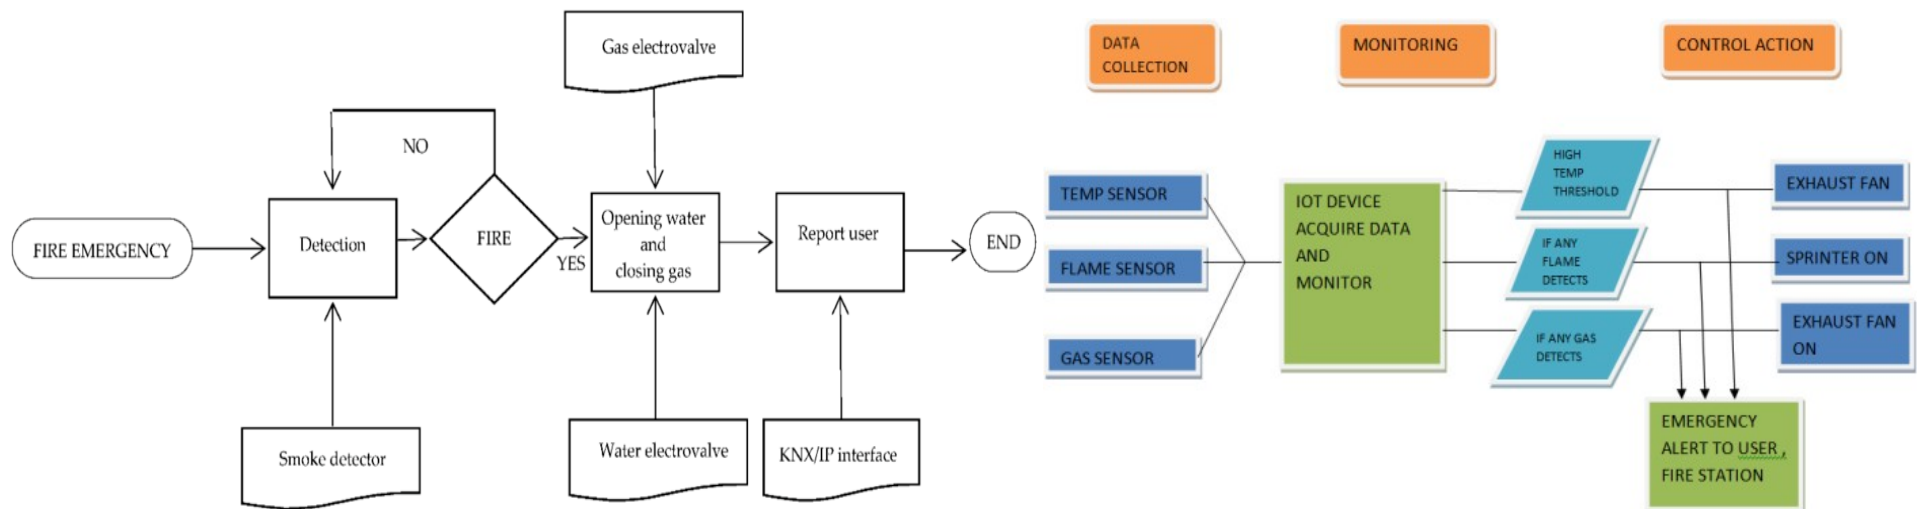 Gas electrovalve
NO
FIRE EMERGENCY
Detection
FIRE
YES
Opening water
and
closing gas
Report user
END
Smoke detector
Water electrovalve
KNX/IP interface
DATA
COLLECTION
MONITORING
CONTROL ACTION
TEMP SENSOR
FLAME SENSOR
GAS SENSOR
IOT DEVICE
ACQUIRE DATA
AND
MONITOR
HIGH
TEMP
THRESHOLD
IF ANY
FLAME
DETECTS
IF ANY GAS
DETECTS
EXHAUST FAN
SPRINTER ON
EXHAUST FAN
ON
EMERGENCY
ALERT TO USER ,
FIRE STATION